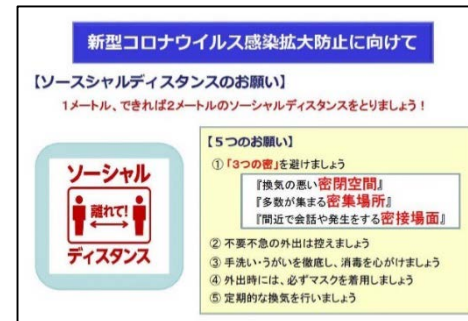 新型コロナウイルス感染拡大防止に向けて
【ソースシャルディスタンスのお願い】
1メートル、できれば2メートルのソーシャルディスタンスをとりましょう！
ソーシャル
離れて!
ディスタンス
【５つのお願い】
①「3つの密」を避けましょう
『換気の悪い密閉空間』
『多数が集まる密集場所』
『間近で会話や発生をする密接場面』
② 不要不急の外出は控えましょう
③ 手洗い・うがいを徹底し、消毒を心がけましょう
④ 外出時には、必ずマスクを着用しましょう
⑤ 定期的な換気を行いましょう